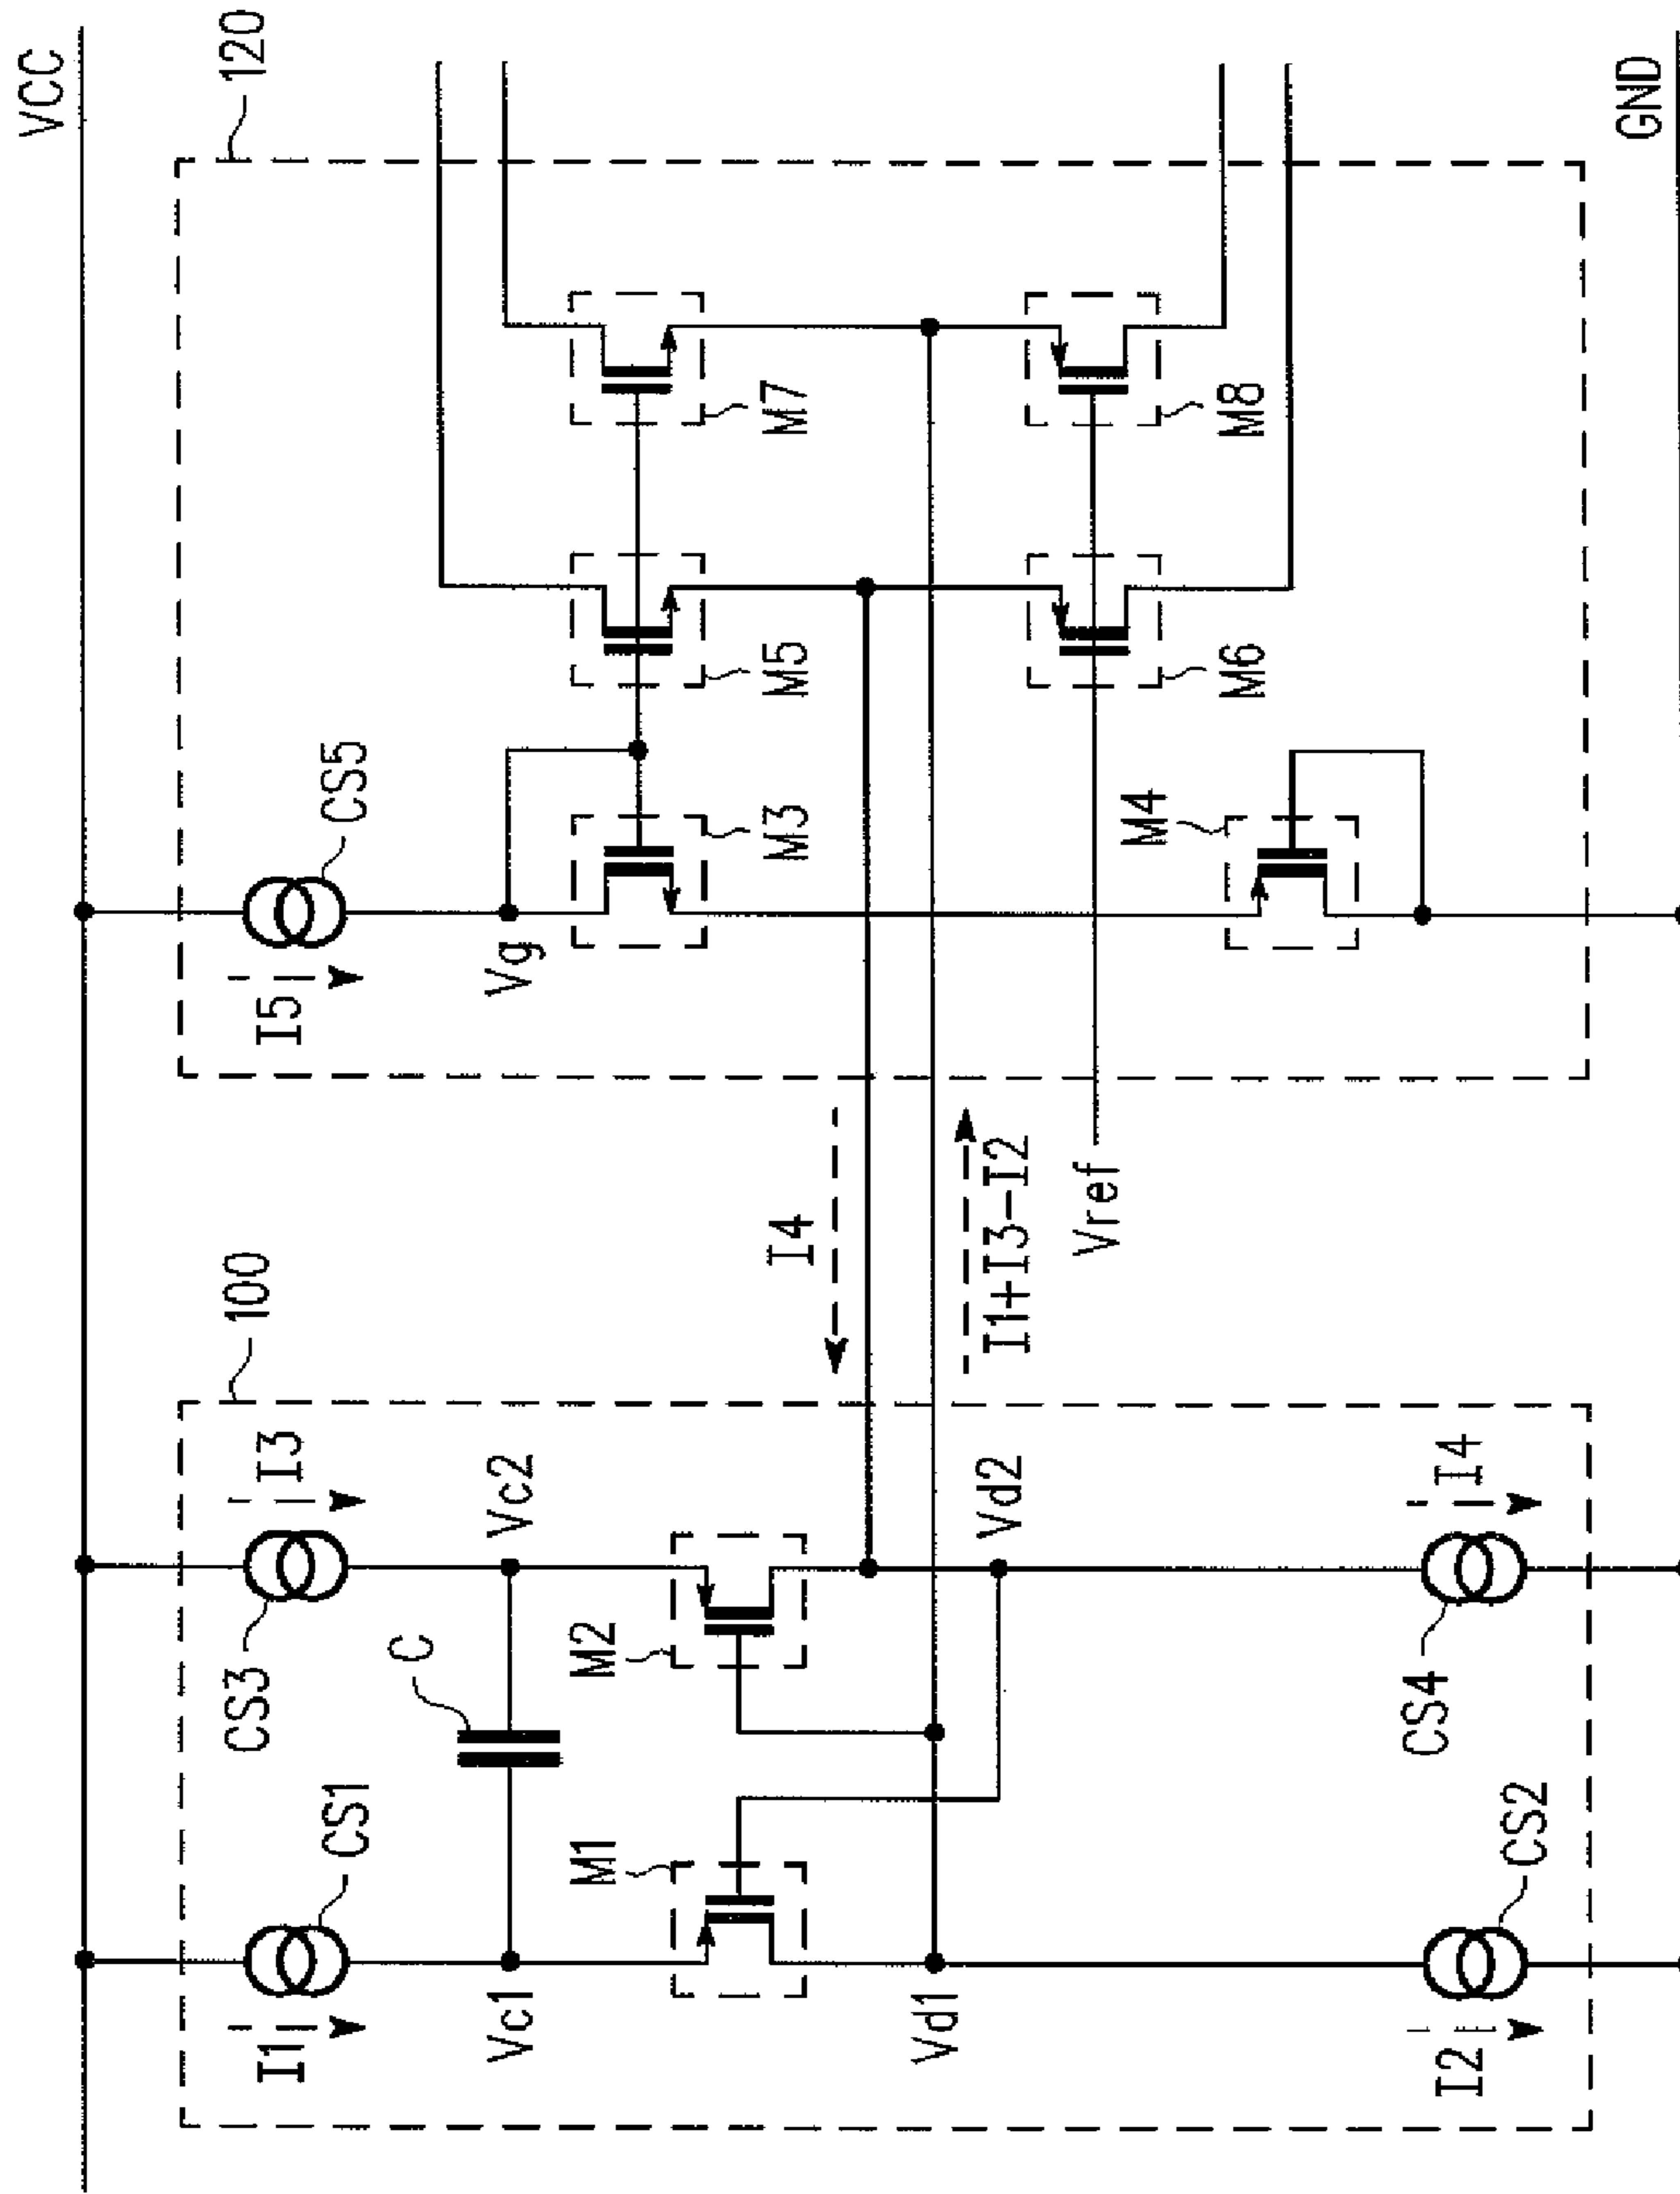 VCC
120
100
I5
CS5
Vg
M3
M5
M7
M4
M6
M8
I4
I1+I3-I2
Vref
I3
CS3
Vc2
C
M2
Vd2
I4
CS4
I1
CS1
Vc1
M1
Vd1
I2
CS2
GND